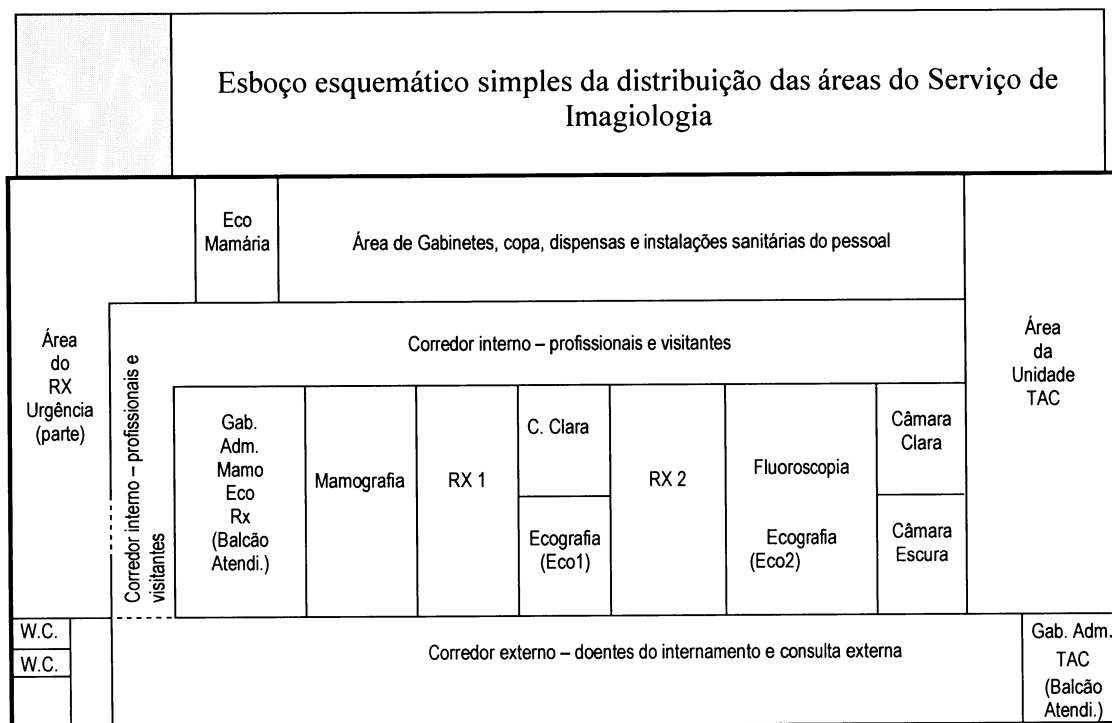 Esboço esquemático simples da distribuição das áreas do Serviço de
Imagiologia
Eco
Mamária
Área de Gabinetes, copa, dispensas e instalações sanitárias do pessoal
Área
do
RX
Urgência
(parte)
Corredor interno – profissionais e visitantes
Área
da
Unidade
TAC
Corredor interno – profissionais e
visitantes
Gab.
Adm.
Mamo
Eco
Rx
(Balcão
Atendi.)
Mamografia
RX 1
C. Clara
Ecografia
(Eco1)
RX 2
Fluoroscopia
Ecografia
(Eco2)
Câmara
Clara
Câmara
Escura
W.C.
W.C.
Corredor externo – doentes do internamento e consulta externa
Gab. Adm.
TAC
(Balcão
Atendi.)